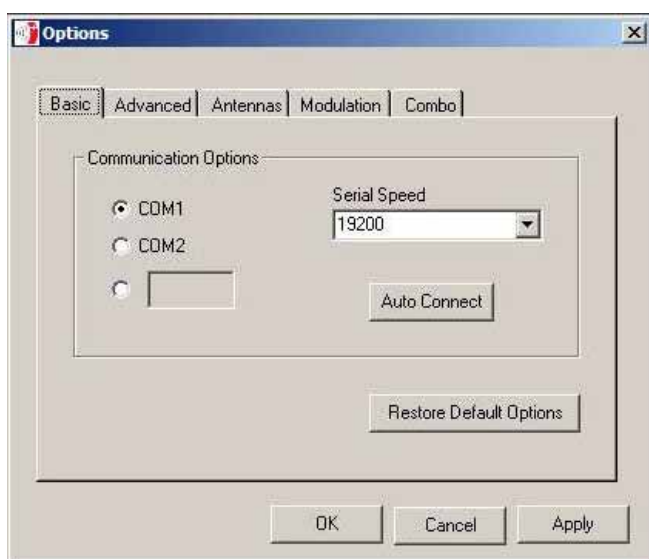 Options
Basic Advanced Antennas Modulation Combo
Communication Options
COM1
COM2
Serial Speed
19200
Auto Connect
Restore Default Options
OK Cancel Apply